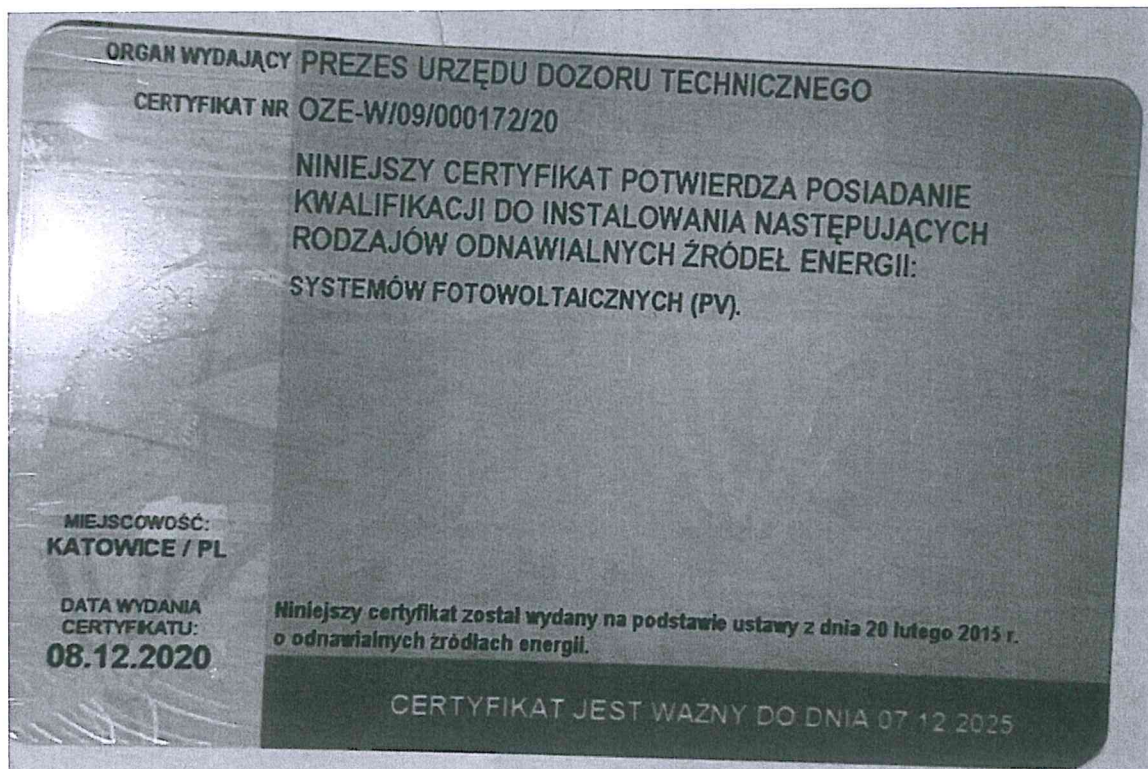 ORGAN WYDAJĄCY PREZES URZĘDU DOZORU TECHNICZNEGO
CERTYFIKAT NR OZE-W/09/000172/20
NINIEJSZY CERTYFIKAT POTWIERDZA POSIADANIE
KWALIFIKACJI DO INSTALOWANIA NASTĘPUJĄCYCH
RODZAJÓW ODNAWIALNYCH ŹRÓDEŁ ENERGII:
SYSTEMÓW FOTOWOLTAICZNYCH (PV).
MIEJSCOWOŚĆ:
KATOWICE / PL
DATA WYDANIA
CERTYFIKATU:
08.12.2020
Niniejszy certyfikat został wydany na podstawie ustawy z dnia 20 lutego 2015 r.
o odnawialnych źródłach energii.
CERTYFIKAT JEST WAŻNY DO DNIA 07.12.2025